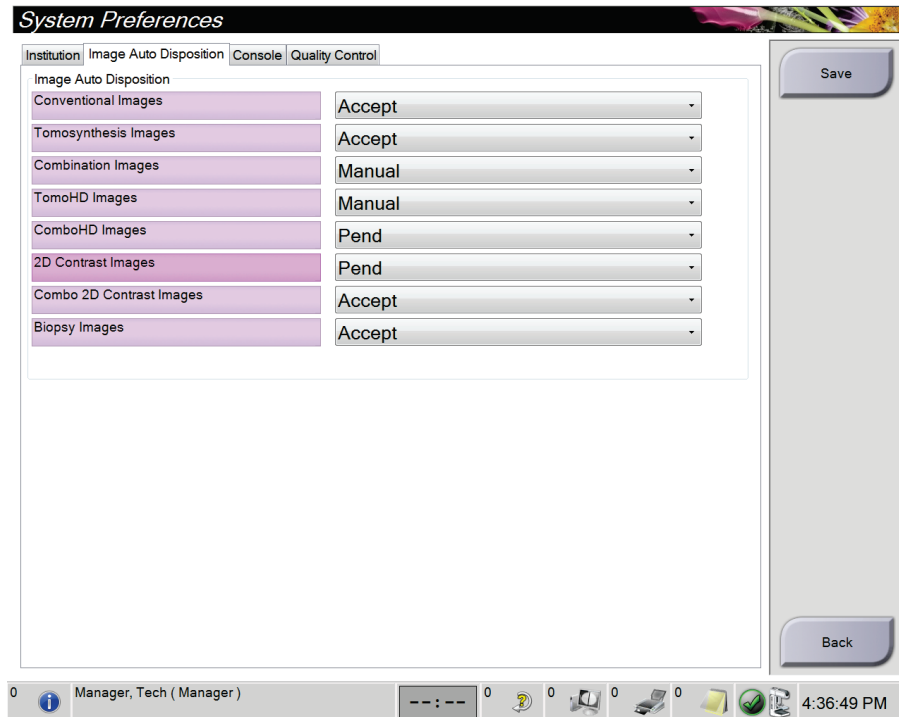 System Preferences
Institution Image Auto Disposition Console Quality Control
Image Auto Disposition
Conventional Images Accept
Tomosynthesis Images Accept
Combination Images Manual
TomoHD Images Manual
ComboHD Images Pend
2D Contrast Images Pend
Combo 2D Contrast Images Accept
Biopsy Images Accept
Save
Back
0 Manager, Tech ( Manager ) --:-- 0 0 0 0 4:36:49 PM